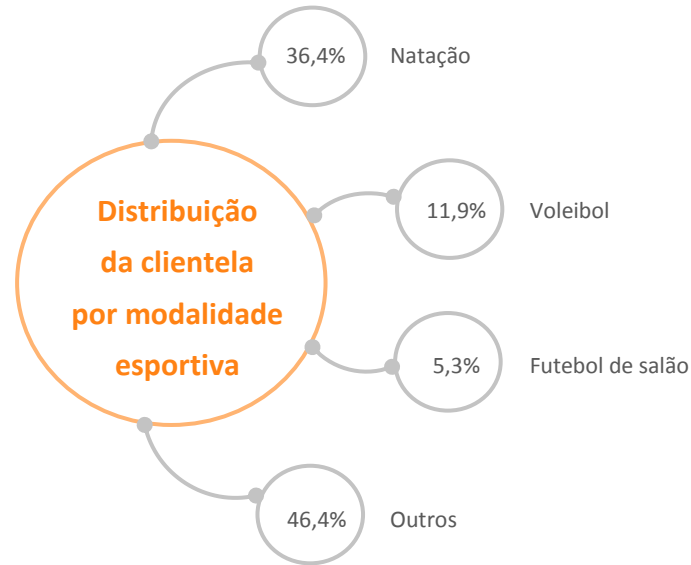 36,4% Natação
11,9% Voleibol
Distribuição
da clientela
por modalidade
esportiva
5,3% Futebol de salão
46,4% Outros